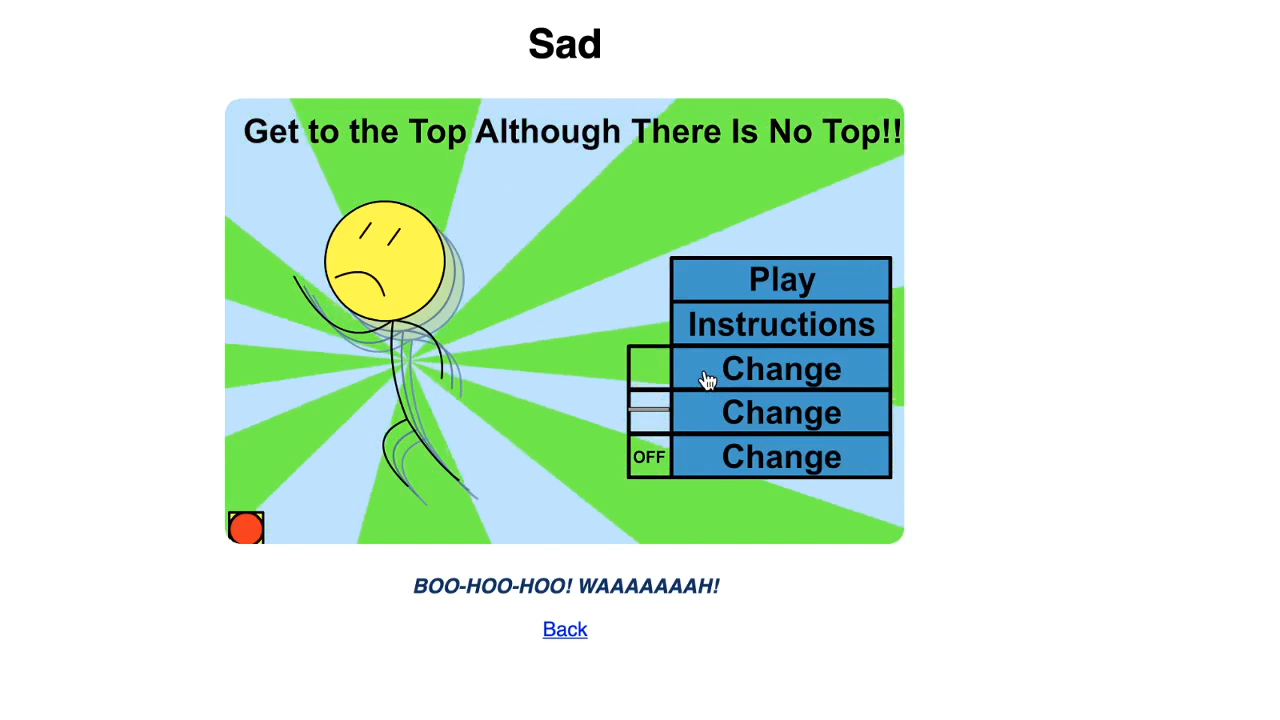 Sad
Get to the Top Although There Is No Top!!
Play
Instructions
Change
Change
OFF Change
BOO-HOO-HOO! WAAAAAAAH!
Back